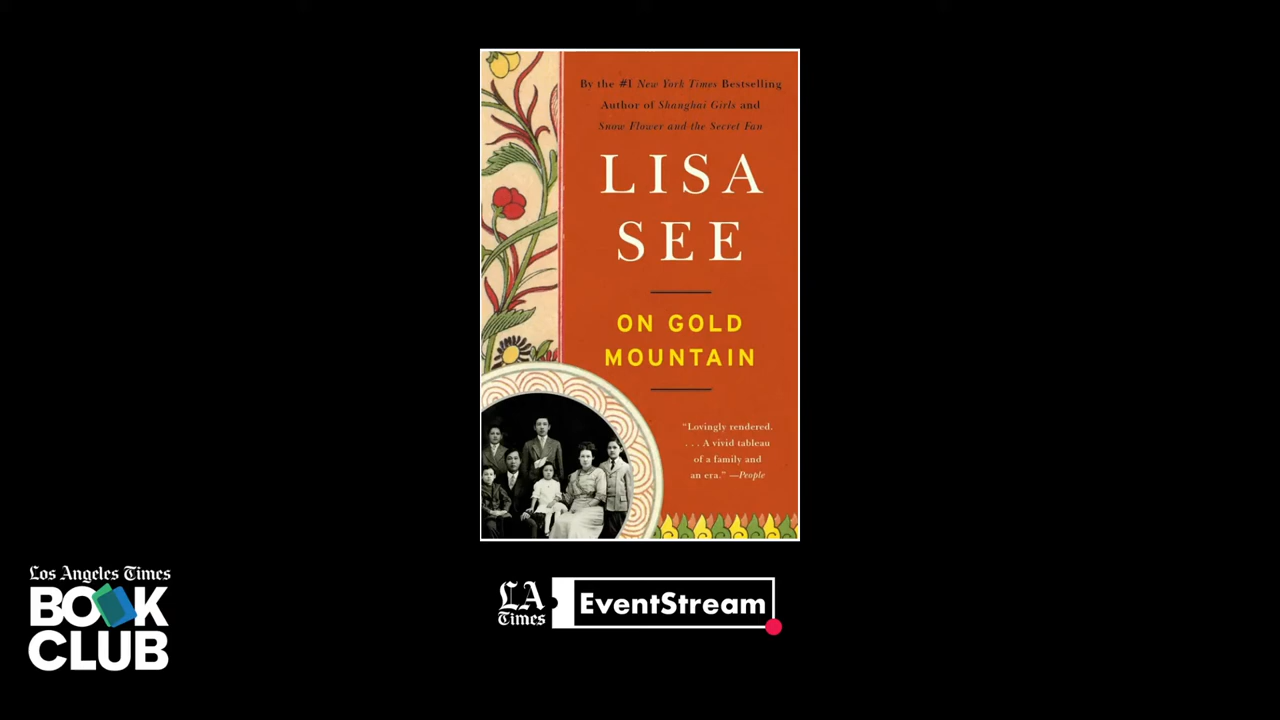 By the #1 New York Times Bestselling
Author of Shanghai Girls and
Snow Flower and the Secret Fan
LISA
SEE
ON GOLD
MOUNTAIN
“Lovingly rendered.
. . . A vivid tableau
of a family and
an era.” —People
Los Angeles Times
BOOK
CLUB
LA
Times
EventStream